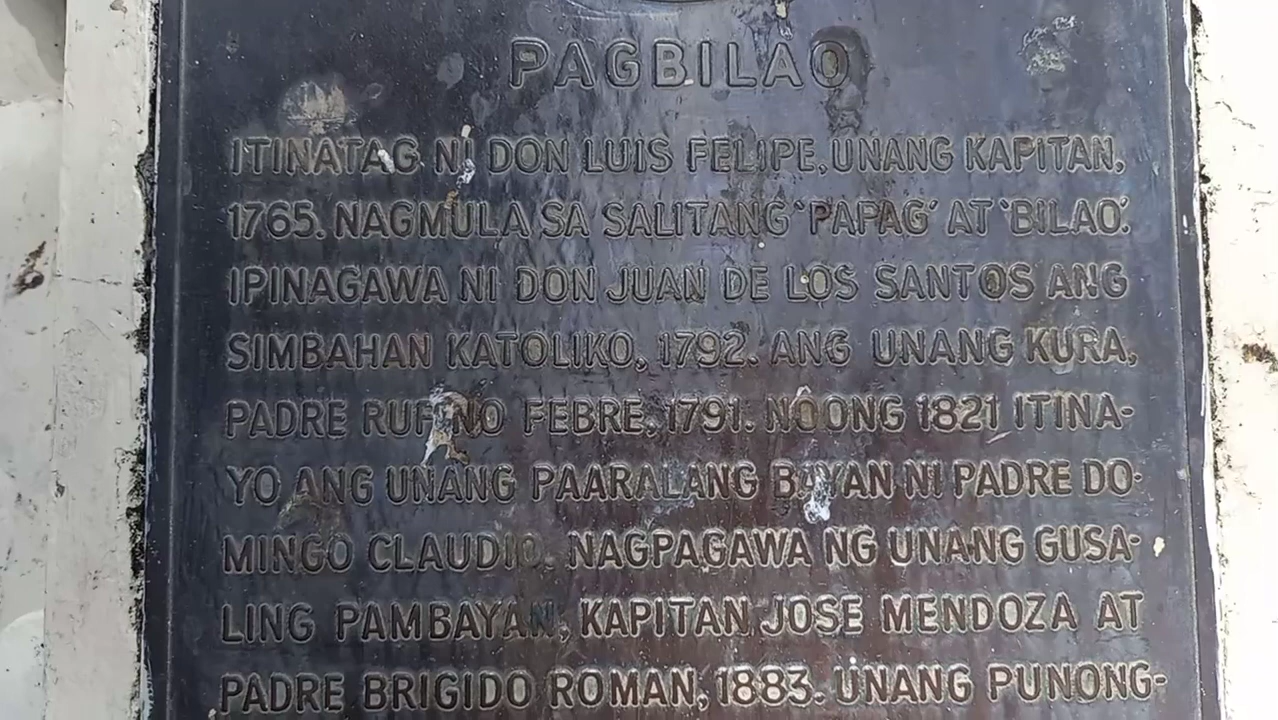 PAGBILAO
ITINATAG NI DON LUIS FELIPE, UNANG KAPITAN,
1765. NAGMULA SA SALITANG 'PAPAG' AT 'BILAO'.
IPINAGAWA NI DON JUAN DE LOS SANTOS ANG
SIMBAHAN KATOLIKO, 1792. ANG UNANG KURA,
PADRE RUFINO FEBRE, 1791. NOONG 1821 ITINA-
YO ANG UNANG PAARALANG BAYAN NI PADRE DO-
MINGO CLAUDIO. NAGPAGAWA NG UNANG GUSA-
LING PAMBAYAN, KAPITAN JOSE MENDOZA AT
PADRE BRIGIDO ROMAN, 1883. UNANG PUNONG-